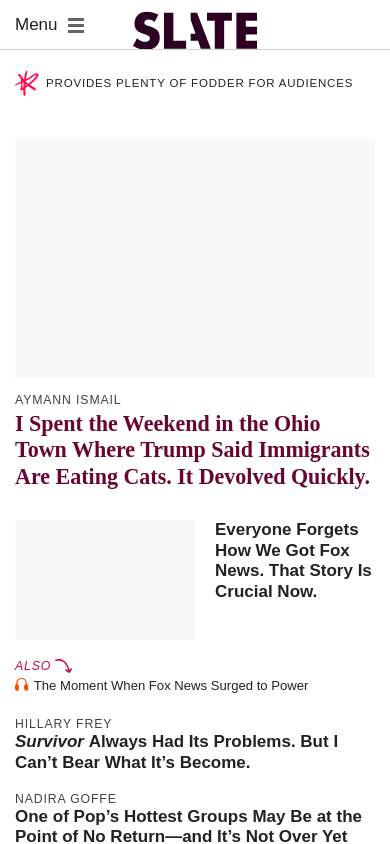 Menu
SLATE
PROVIDES PLENTY OF FODDER FOR AUDIENCES
AYMANN ISMAIL
I Spent the Weekend in the Ohio
Town Where Trump Said Immigrants
Are Eating Cats. It Devolved Quickly.
Everyone Forgets
How We Got Fox
News. That Story Is
Crucial Now.
ALSO
The Moment When Fox News Surged to Power
HILLARY FREY
Survivor Always Had Its Problems. But I
Can’t Bear What It’s Become.
NADIRA GOFFE
One of Pop’s Hottest Groups May Be at the
Point of No Return—and It’s Not Over Yet